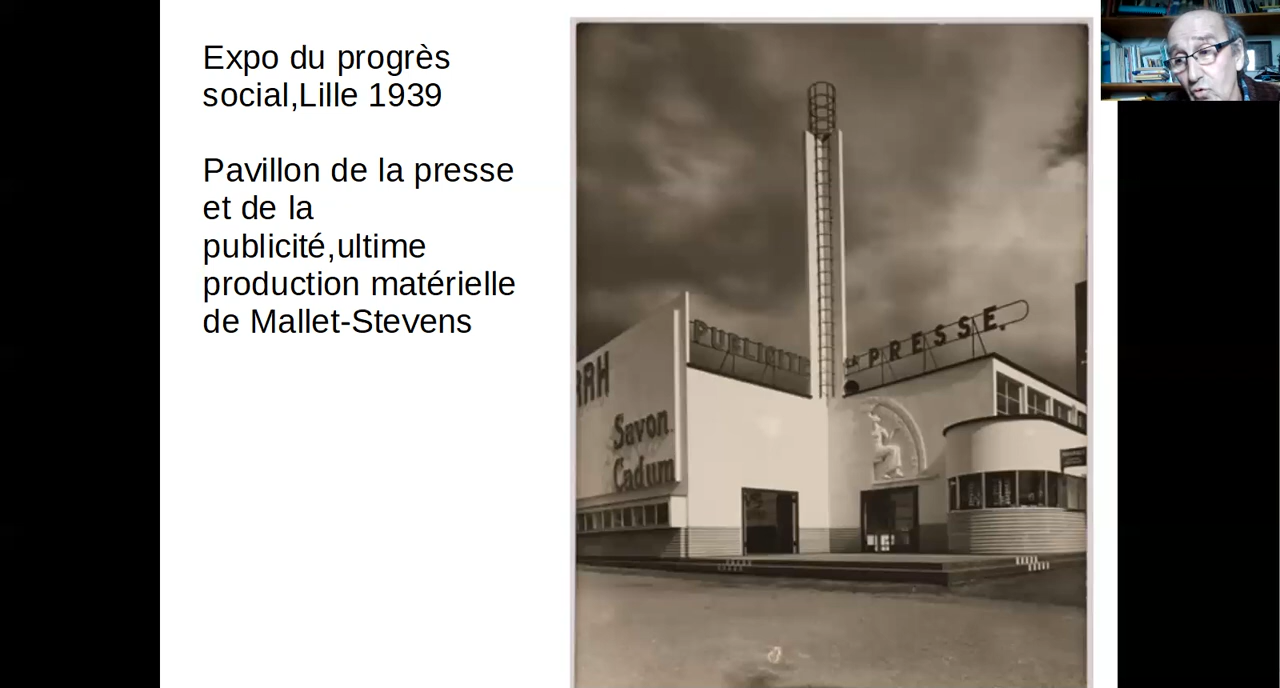 Expo du progrès
social,Lille 1939
Pavillon de la presse
et de la
publicité,ultime
production matérielle
de Mallet-Stevens
PUBLICITE
LA PRESSE.
Savon
Cadum